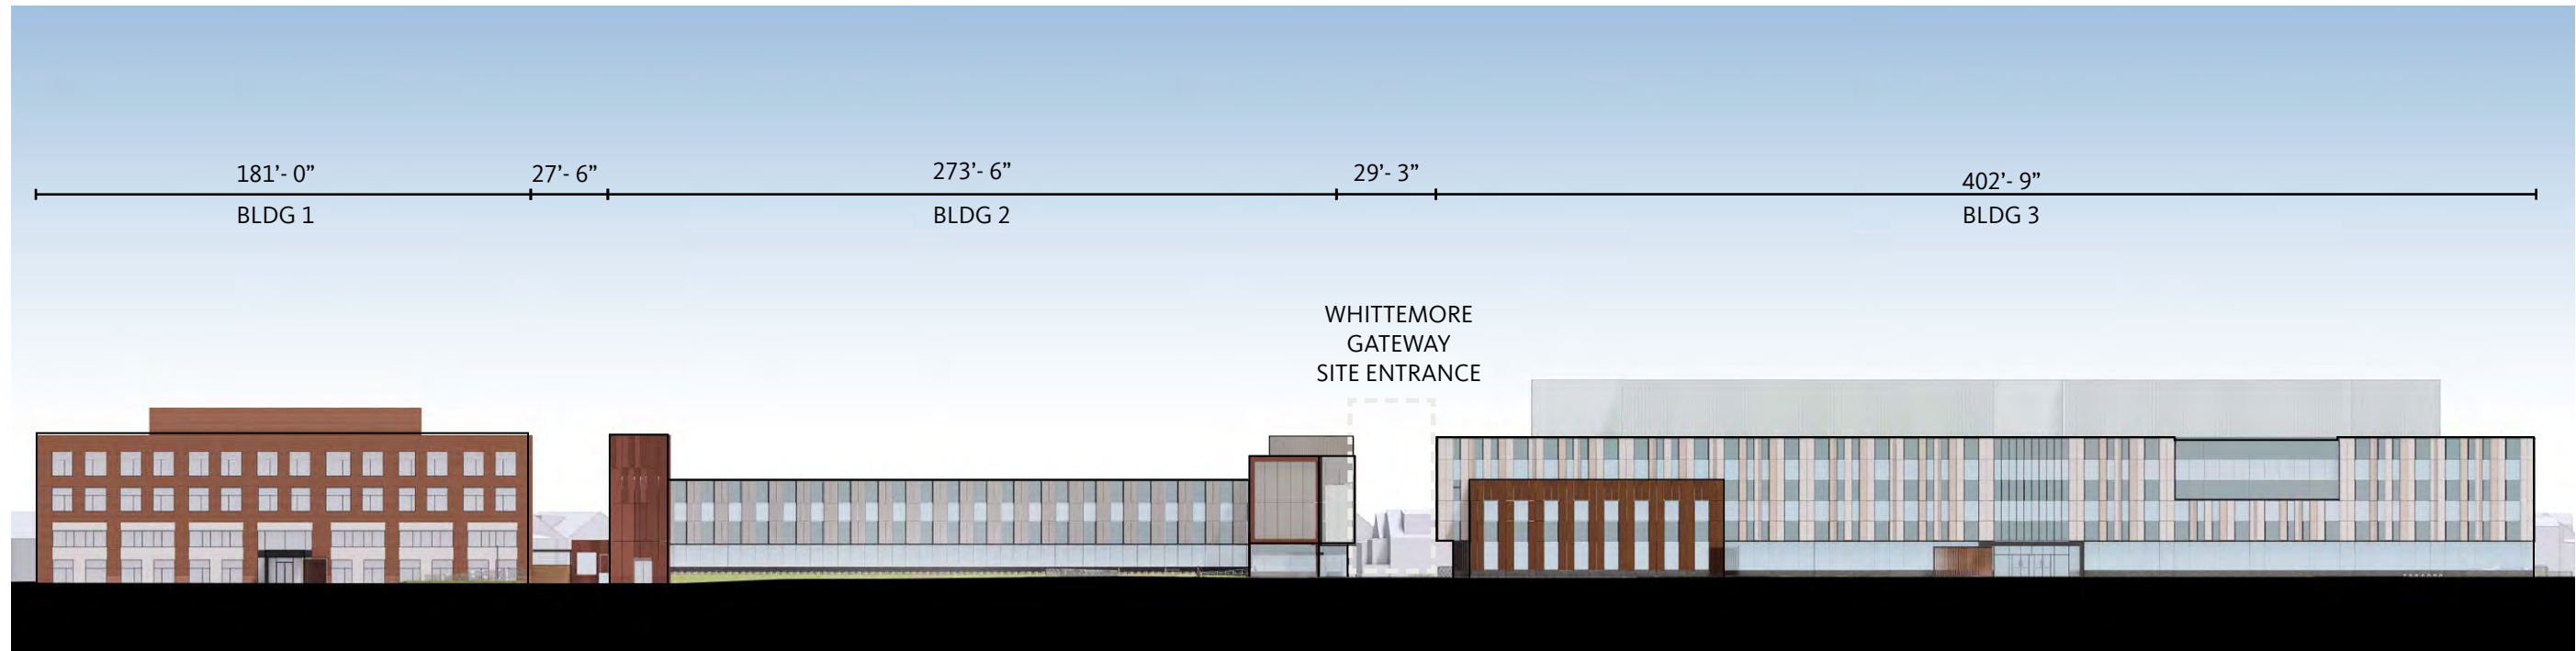 181’- 0”
27’- 6”
273’- 6”
29’- 3”
402’- 9”
BLDG 1
BLDG 2
BLDG 3
WHITTEMORE
GATEWAY
SITE ENTRANCE